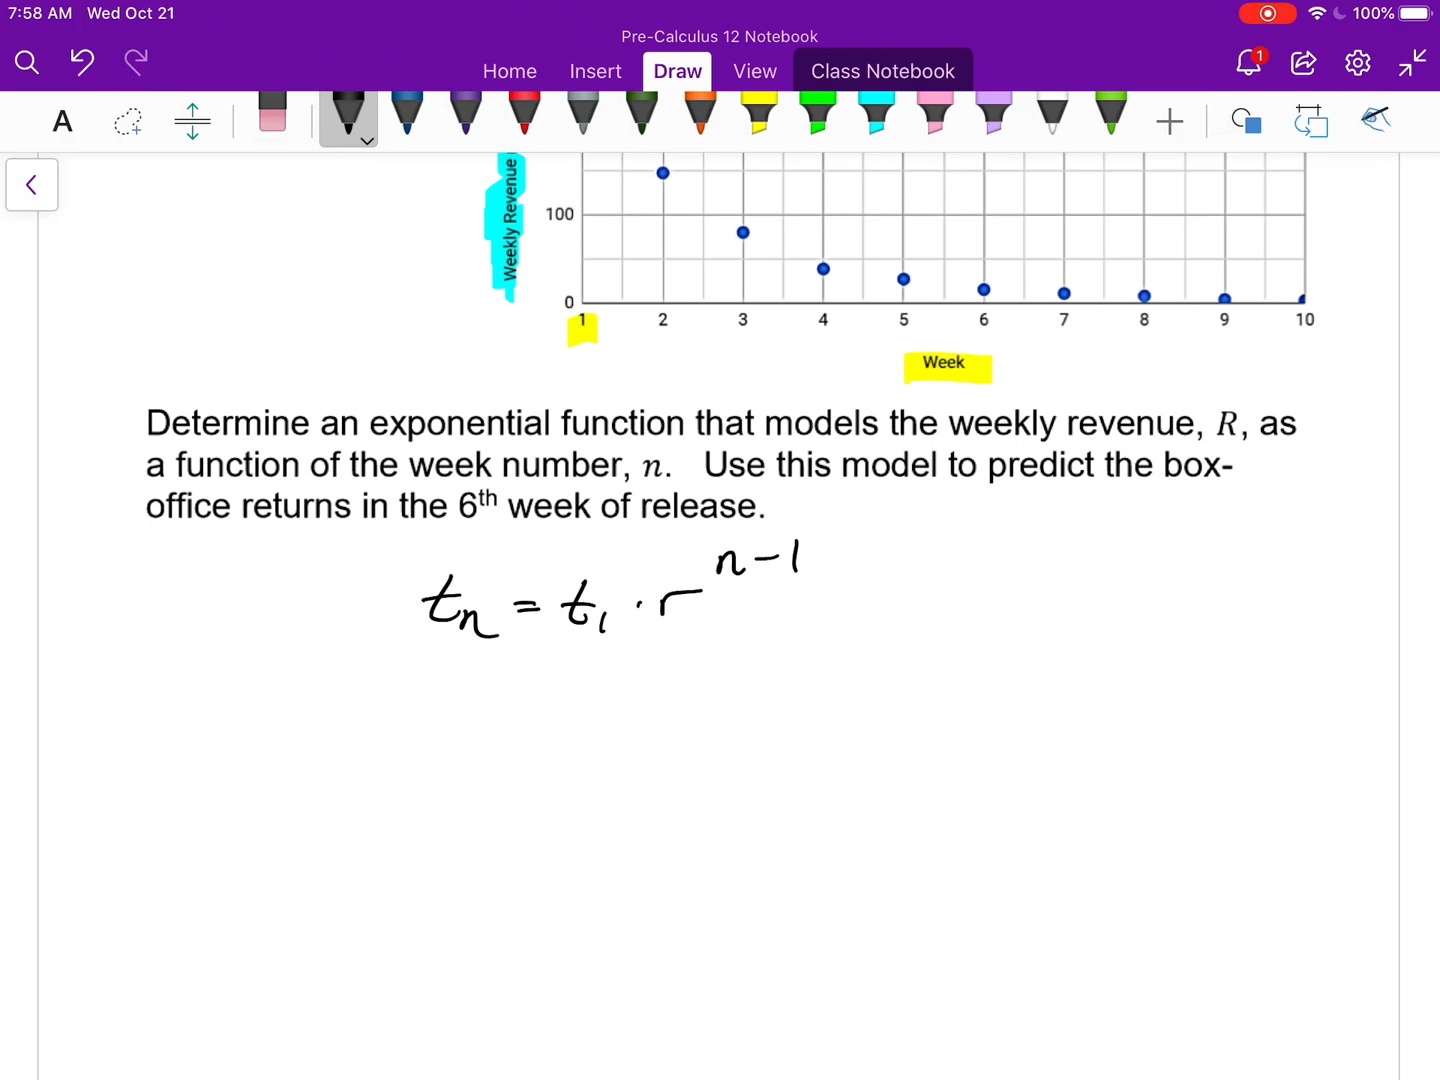 7:58 AM Wed Oct 21
100%
Pre-Calculus 12 Notebook
Home Insert Draw View Class Notebook
1
A
Weekly Revenue
100
0
1 2 3 4 5 6 7 8 9 10
Week
Determine an exponential function that models the weekly revenue, R, as
a function of the week number, n. Use this model to predict the box-
office returns in the 6th week of release.
tₙ = t₁ · r^(n-1)